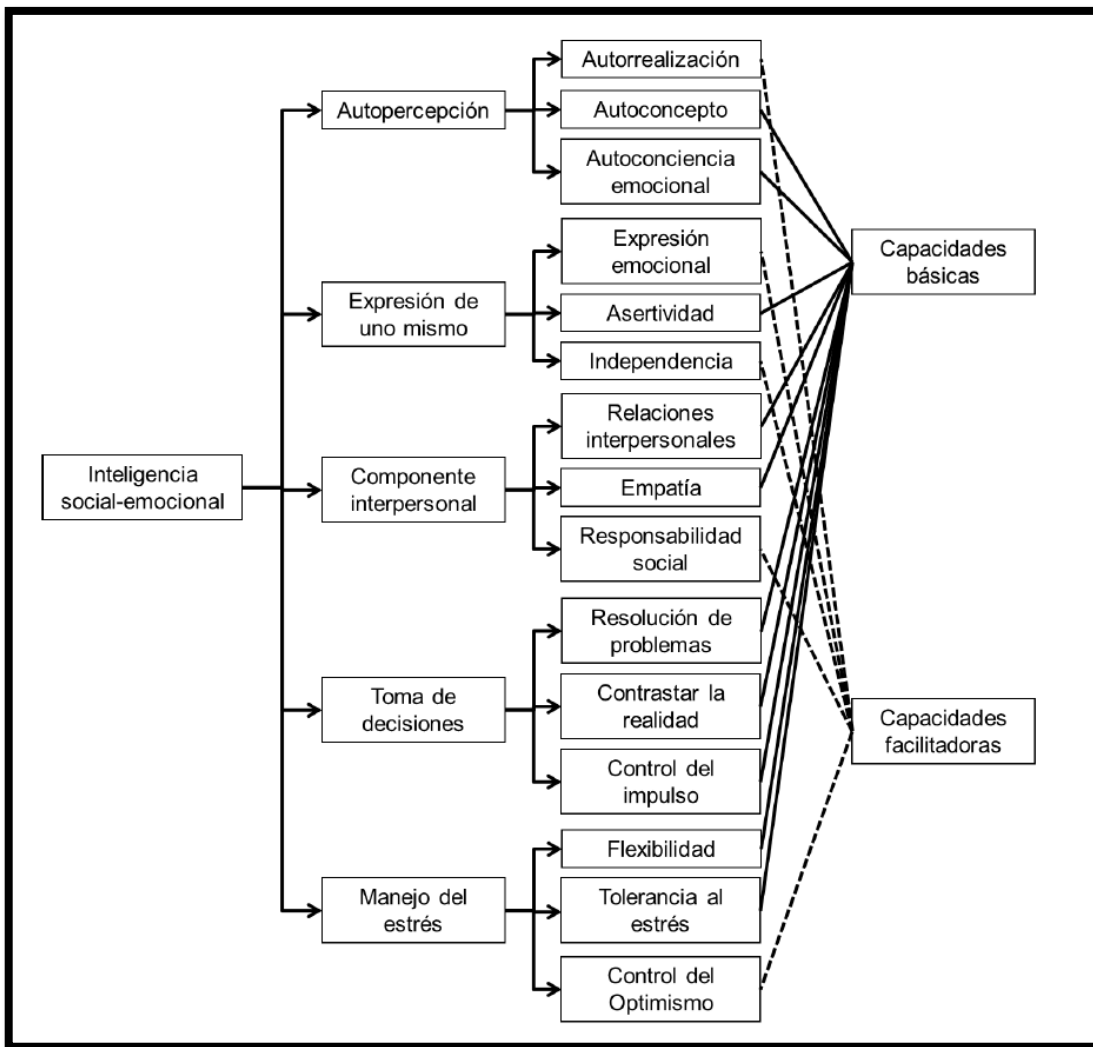 Inteligencia
social-emocional
Autopercepción
Autorrealización
Autoconcepto
Autoconciencia
emocional
Expresión de
uno mismo
Expresión
emocional
Asertividad
Independencia
Componente
interpersonal
Relaciones
interpersonales
Empatía
Responsabilidad
social
Toma de
decisiones
Resolución de
problemas
Contrastar la
realidad
Control del
impulso
Manejo del
estrés
Flexibilidad
Tolerancia al
estrés
Control del
Optimismo
Capacidades
básicas
Capacidades
facilitadoras